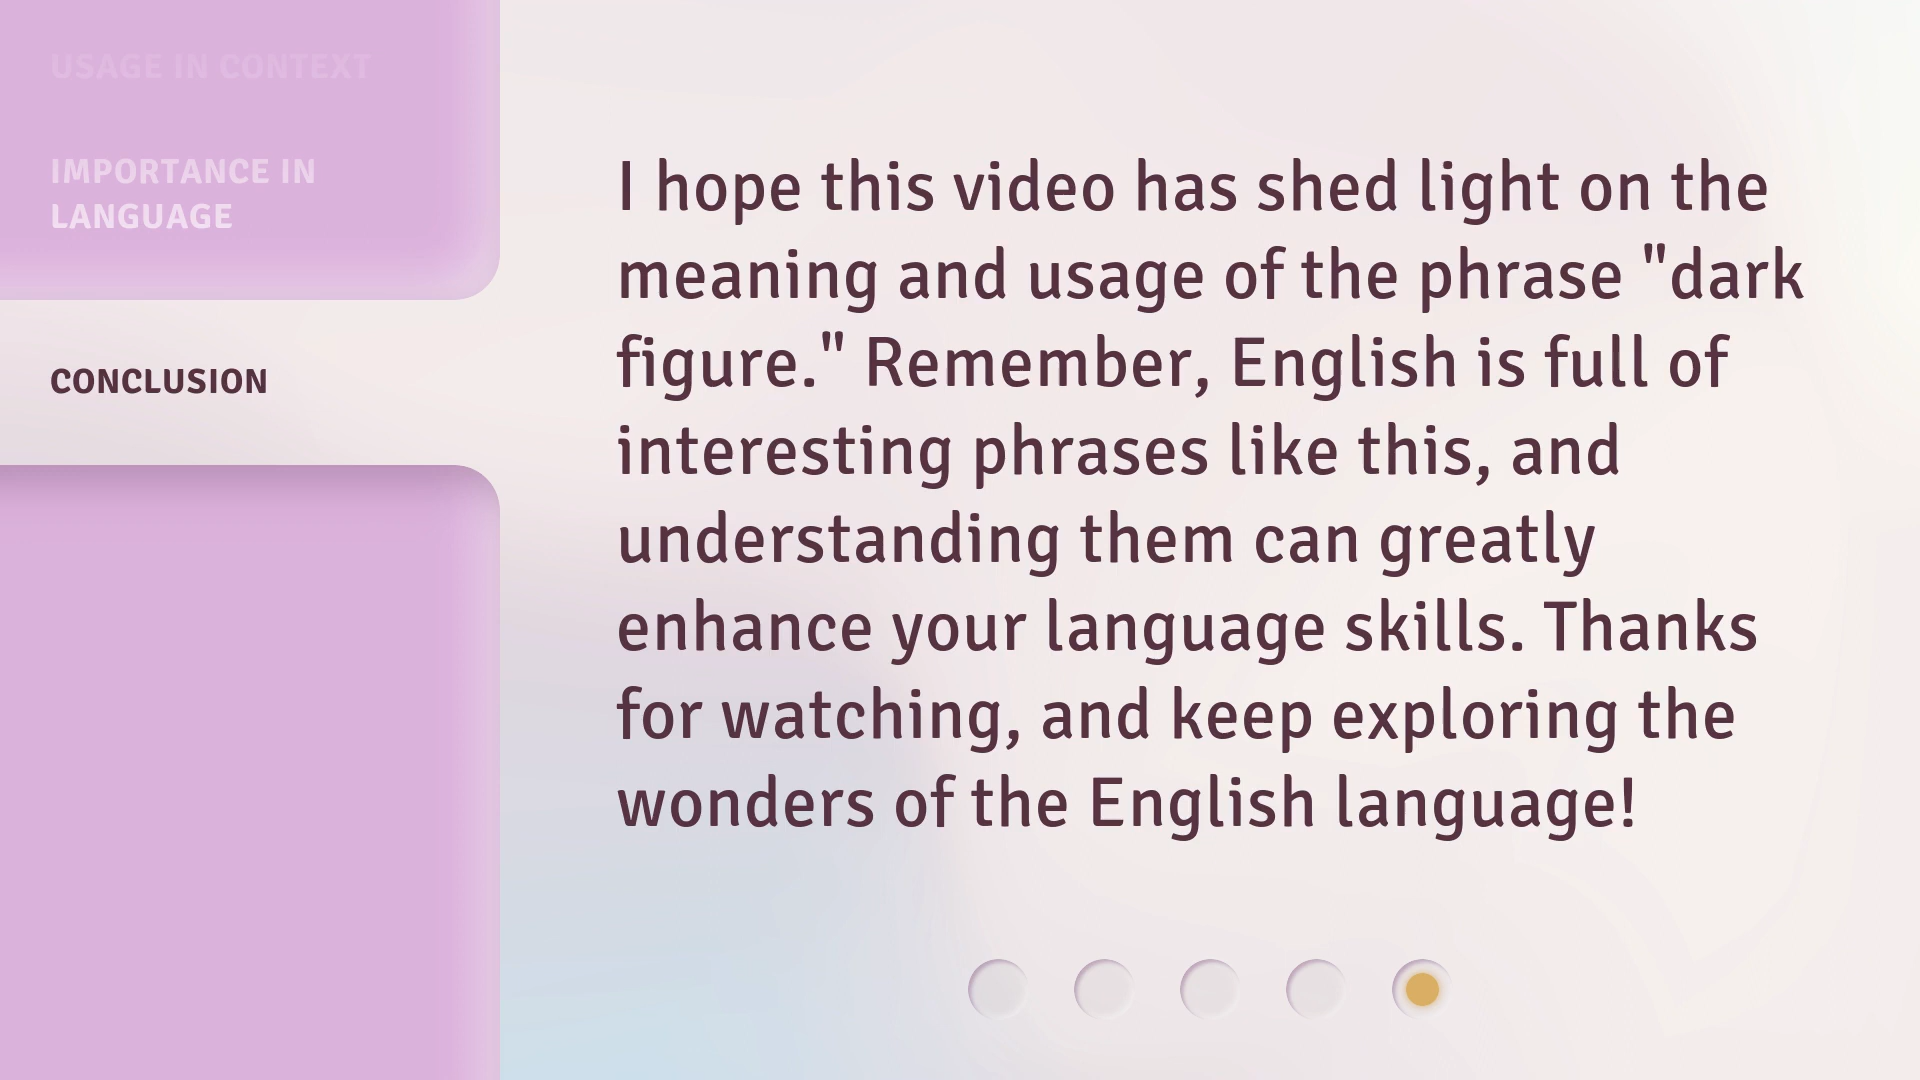 USAGE IN CONTEXT
IMPORTANCE IN
LANGUAGE
CONCLUSION
I hope this video has shed light on the
meaning and usage of the phrase "dark
figure." Remember, English is full of
interesting phrases like this, and
understanding them can greatly
enhance your language skills. Thanks
for watching, and keep exploring the
wonders of the English language!